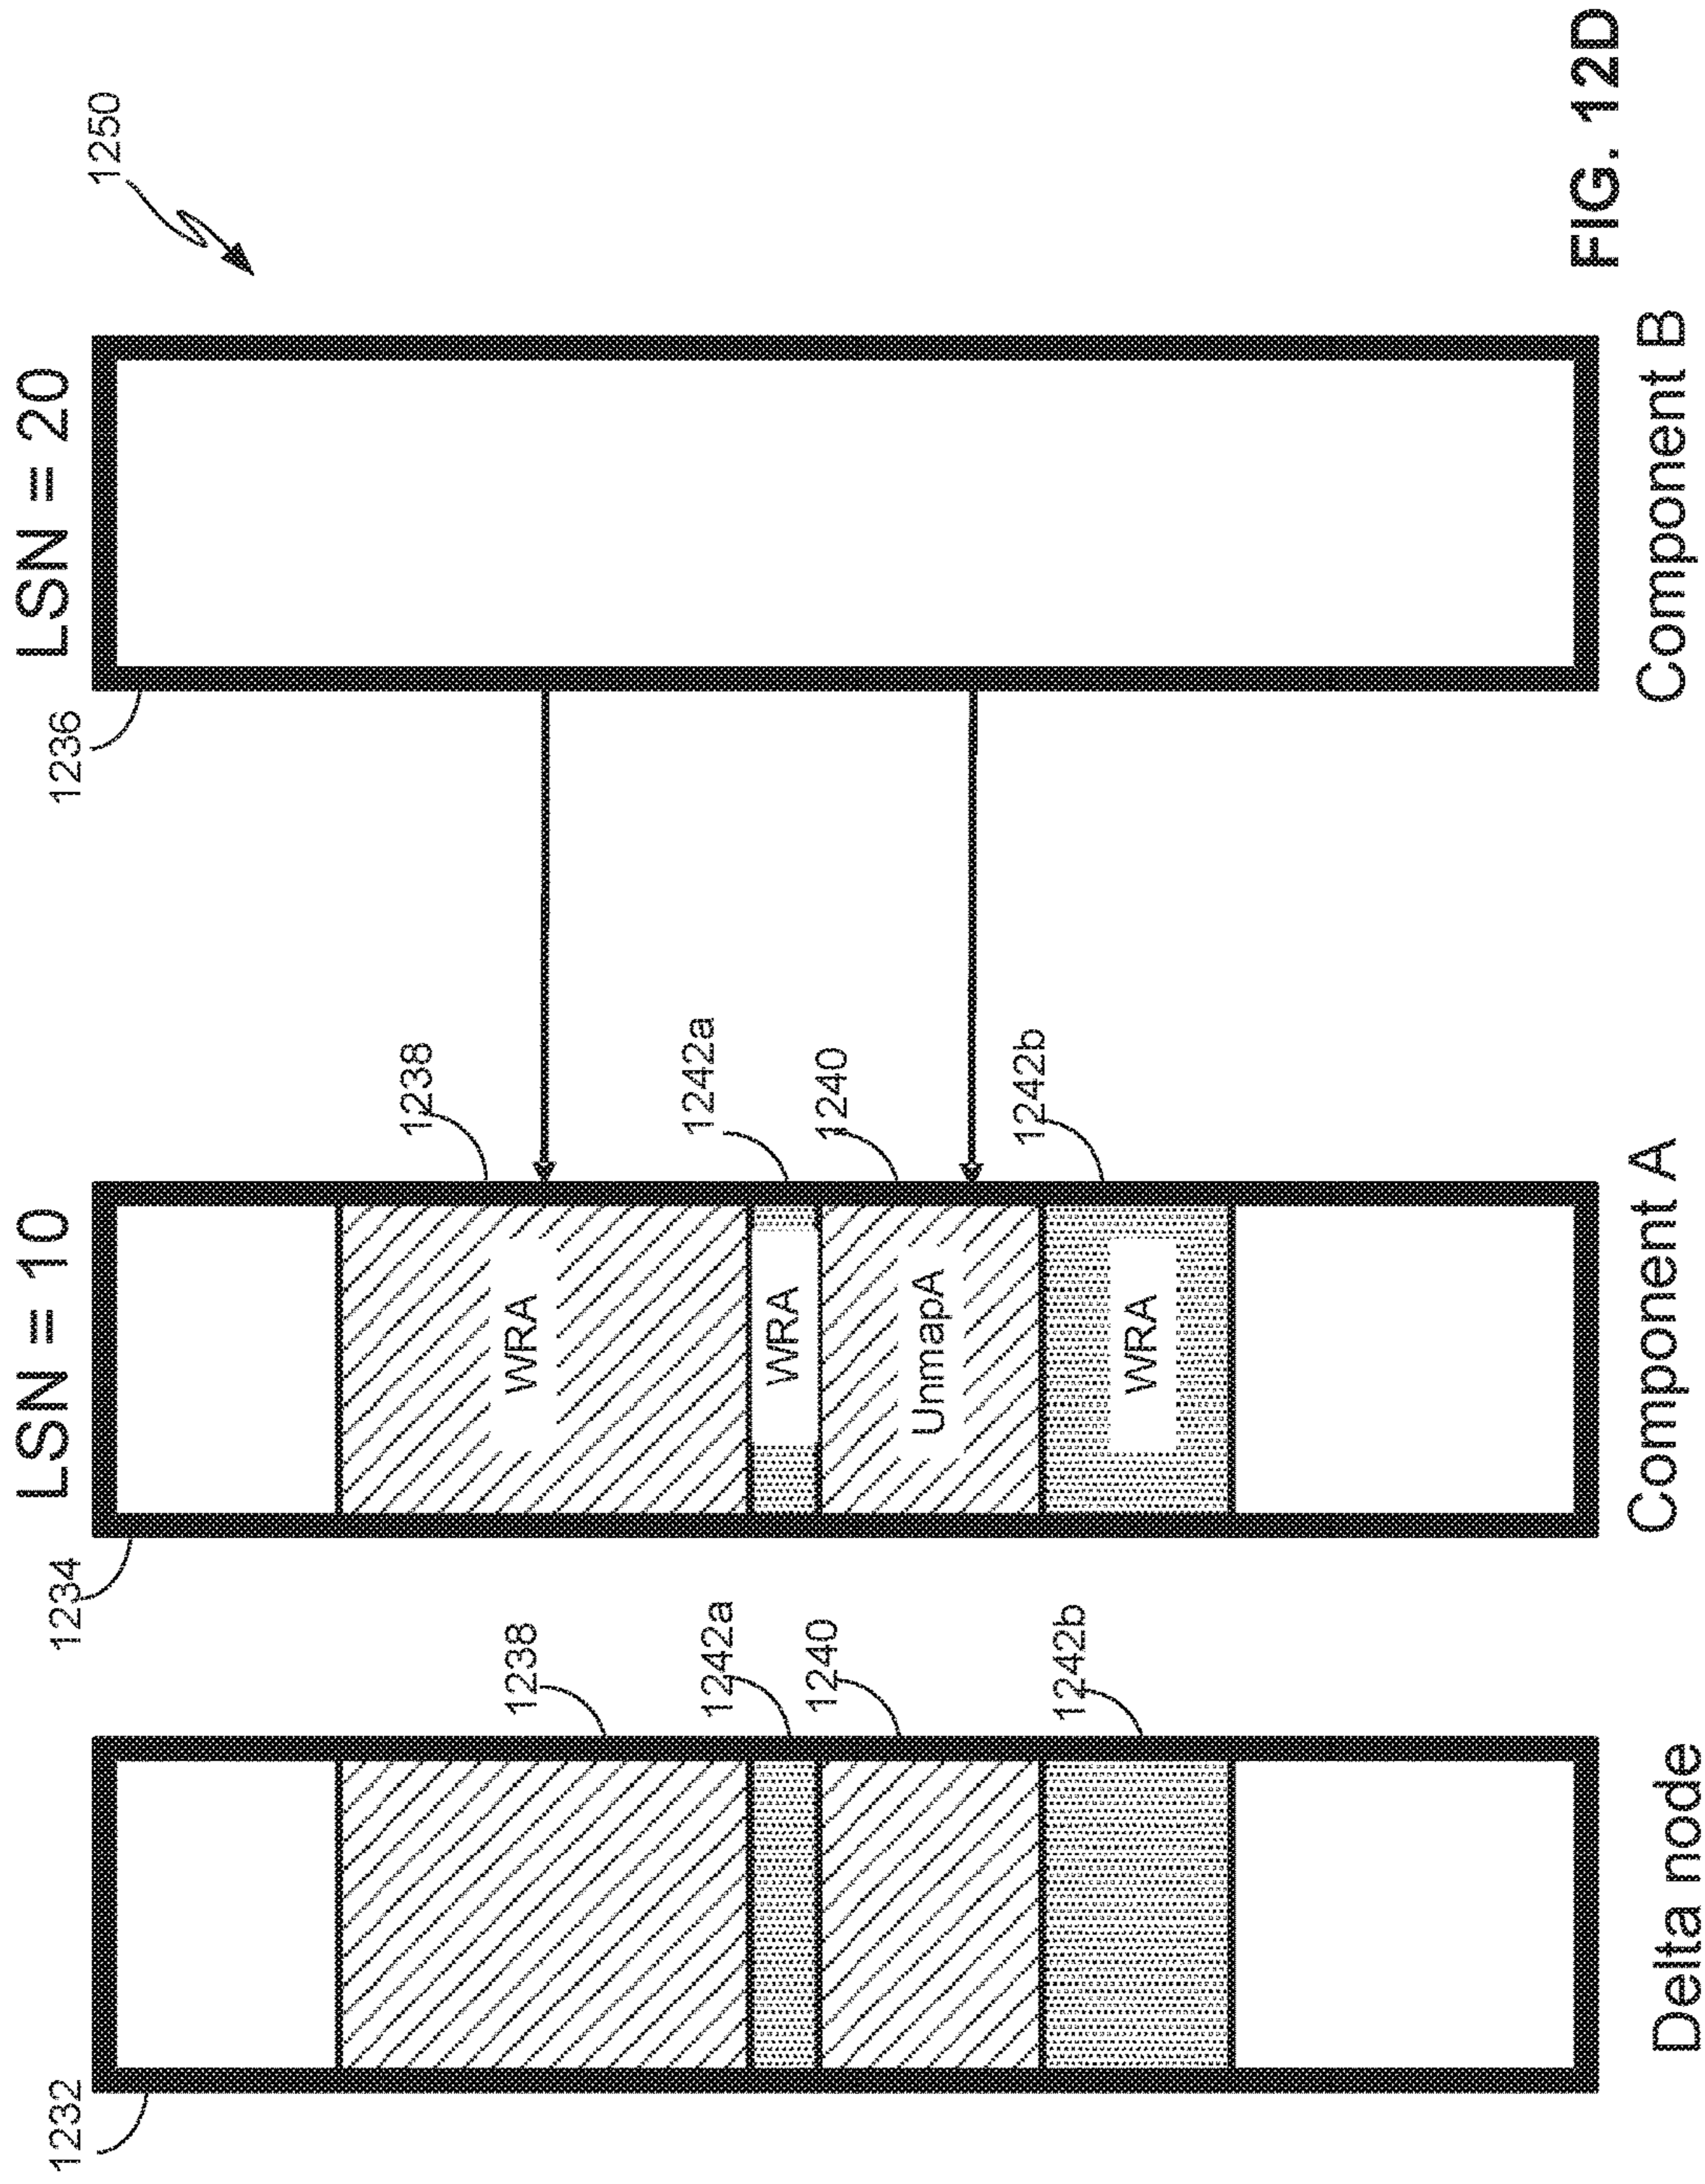 1250
LSN = 10
LSN = 20
1232
1234
1236
1238
1238
WRA
1242a
1242a
WRA
1240
1240
UnmapA
1242b
1242b
WRA
Delta node
Component A
Component B
FIG. 12D